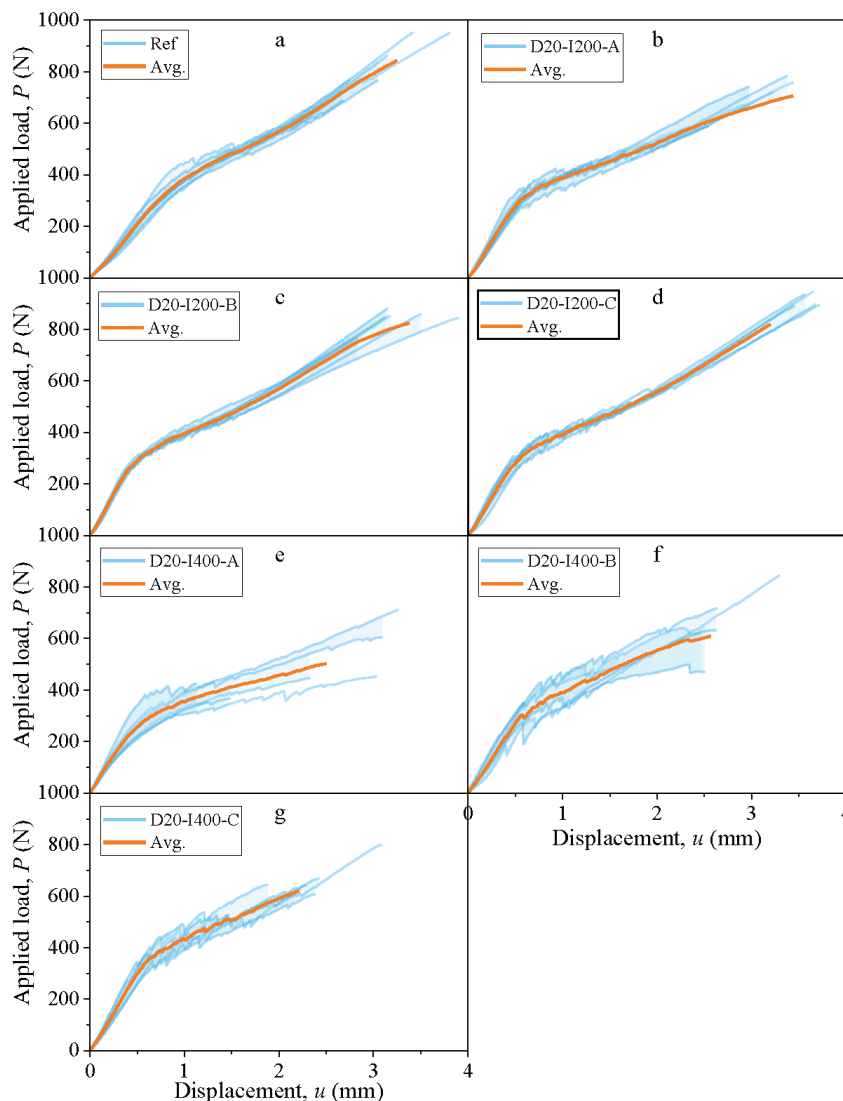 1000
800
600
400
200
Applied load, P (N)
Ref
Avg.
a
D20-I200-A
Avg.
b
1000
800
600
400
200
Applied load, P (N)
D20-I200-B
Avg.
c
D20-I200-C
Avg.
d
1000
800
600
400
200
Applied load, P (N)
D20-I400-A
Avg.
e
D20-I400-B
Avg.
f
0 1 2 3 4
Displacement, u (mm)
1000
800
600
400
200
0
Applied load, P (N)
D20-I400-C
Avg.
g
0 1 2 3 4
Displacement, u (mm)